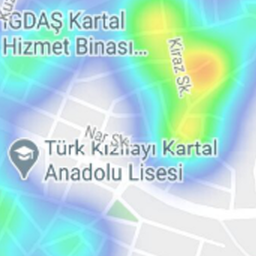 İGDAŞ Kartal
Hizmet Binası...
Kiraz Sk.
Nar Sk.
Türk Kızılayı Kartal
Anadolu Lisesi